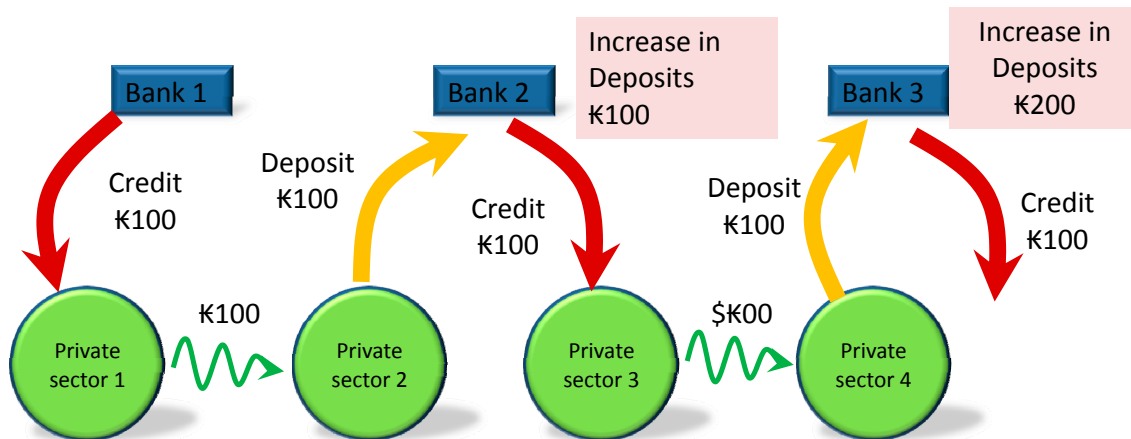 Bank 1
Credit
₭100
Private
sector 1
₭100
Deposit
₭100
Private
sector 2
Bank 2
Increase in
Deposits
₭100
Credit
₭100
Private
sector 3
$₭00
Deposit
₭100
Private
sector 4
Bank 3
Increase in
Deposits
₭200
Credit
₭100